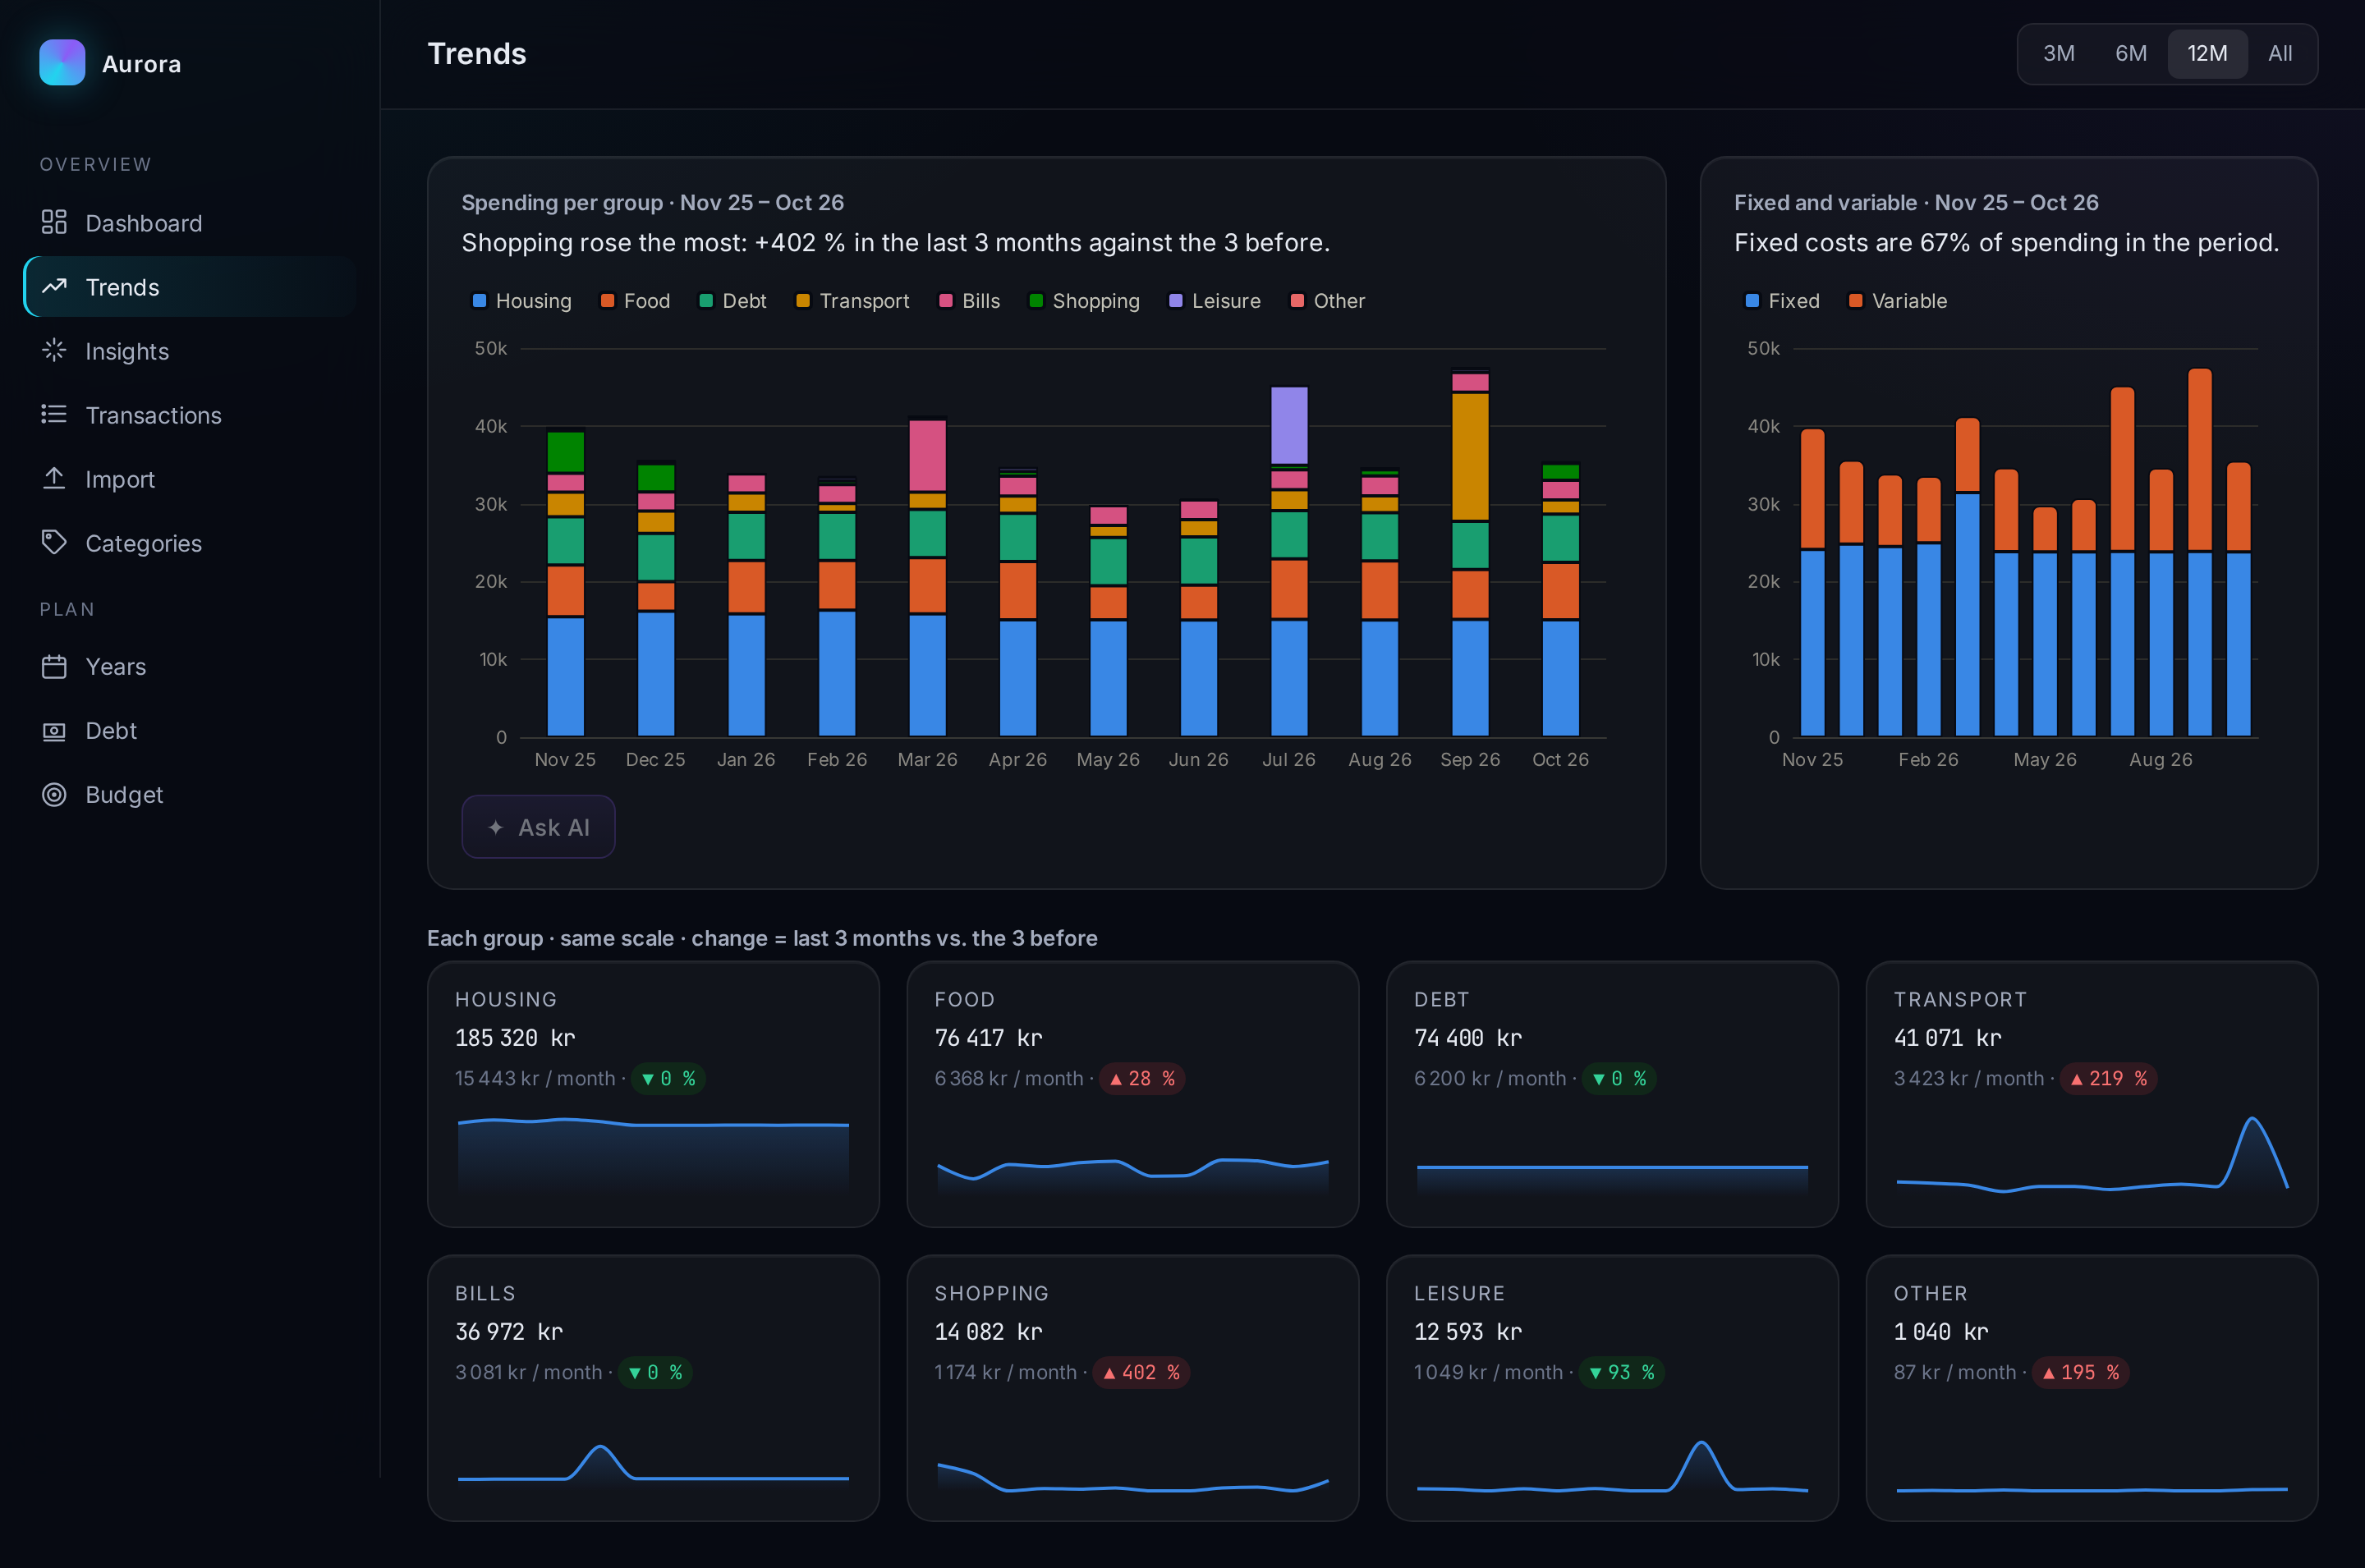 Aurora
OVERVIEW
Dashboard
Trends
Insights
Transactions
Import
Categories
PLAN
Years
Debt
Budget
Trends
3M 6M 12M All
Spending per group · Nov 25 – Oct 26
Shopping rose the most: +402 % in the last 3 months against the 3 before.
Housing Food Debt Transport Bills Shopping Leisure Other
50k
40k
30k
20k
10k
0
Nov 25 Dec 25 Jan 26 Feb 26 Mar 26 Apr 26 May 26 Jun 26 Jul 26 Aug 26 Sep 26 Oct 26
✦ Ask AI
Fixed and variable · Nov 25 – Oct 26
Fixed costs are 67% of spending in the period.
Fixed Variable
50k
40k
30k
20k
10k
0
Nov 25 Feb 26 May 26 Aug 26
Each group · same scale · change = last 3 months vs. the 3 before
HOUSING
185 320 kr
15 443 kr / month · ▼ 0 %
FOOD
76 417 kr
6 368 kr / month · ▲ 28 %
DEBT
74 400 kr
6 200 kr / month · ▼ 0 %
TRANSPORT
41 071 kr
3 423 kr / month · ▲ 219 %
BILLS
36 972 kr
3 081 kr / month · ▼ 0 %
SHOPPING
14 082 kr
1 174 kr / month · ▲ 402 %
LEISURE
12 593 kr
1 049 kr / month · ▼ 93 %
OTHER
1 040 kr
87 kr / month · ▲ 195 %